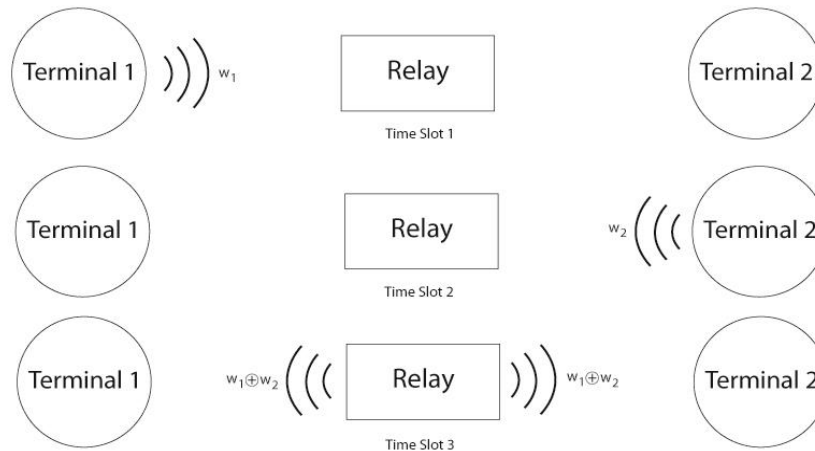 Terminal 1
w₁
Relay
Terminal 2
Time Slot 1
Terminal 1
Relay
w₂
Terminal 2
Time Slot 2
Terminal 1
w₁⊕w₂
Relay
w₁⊕w₂
Terminal 2
Time Slot 3